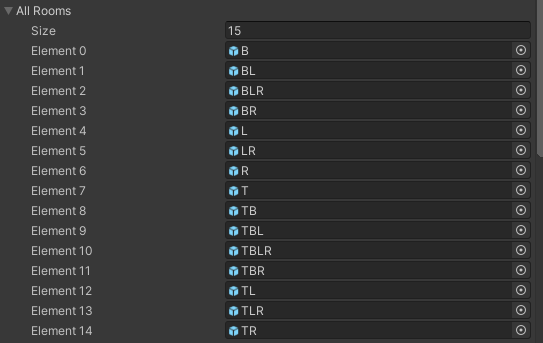 All Rooms
Size 15
Element 0 B
Element 1 BL
Element 2 BLR
Element 3 BR
Element 4 L
Element 5 LR
Element 6 R
Element 7 T
Element 8 TB
Element 9 TBL
Element 10 TBLR
Element 11 TBR
Element 12 TL
Element 13 TLR
Element 14 TR